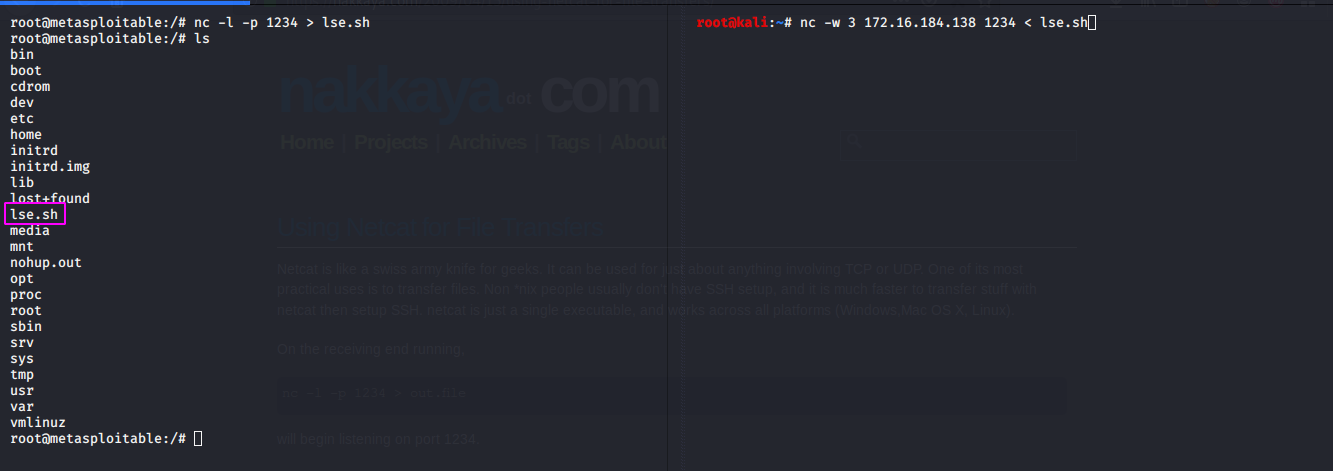 root@metasploitable:/# nc -l -p 1234 > lse.sh
root@metasploitable:/# ls
bin
boot
cdrom
dev
etc
home
initrd
initrd.img
lib
lost+found
lse.sh
media
mnt
nohup.out
opt
proc
root
sbin
srv
sys
tmp
usr
var
vmlinuz
root@metasploitable:/#
root@kali:~# nc -w 3 172.16.184.138 1234 < lse.sh
nakkaya dot com
Home | Projects | Archives | Tags | About
Using Netcat for File Transfers
Netcat is like a swiss army knife for geeks. It can be used for just about anything involving TCP or UDP. One of its most
practical uses is to transfer files. Non *nix people usually don't have SSH setup, and it is much faster to transfer stuff with
netcat then setup SSH. netcat is just a single executable, and works across all platforms (Windows,Mac OS X, Linux).
On the receiving end running,
nc -l -p 1234 > out.file
will begin listening on port 1234.